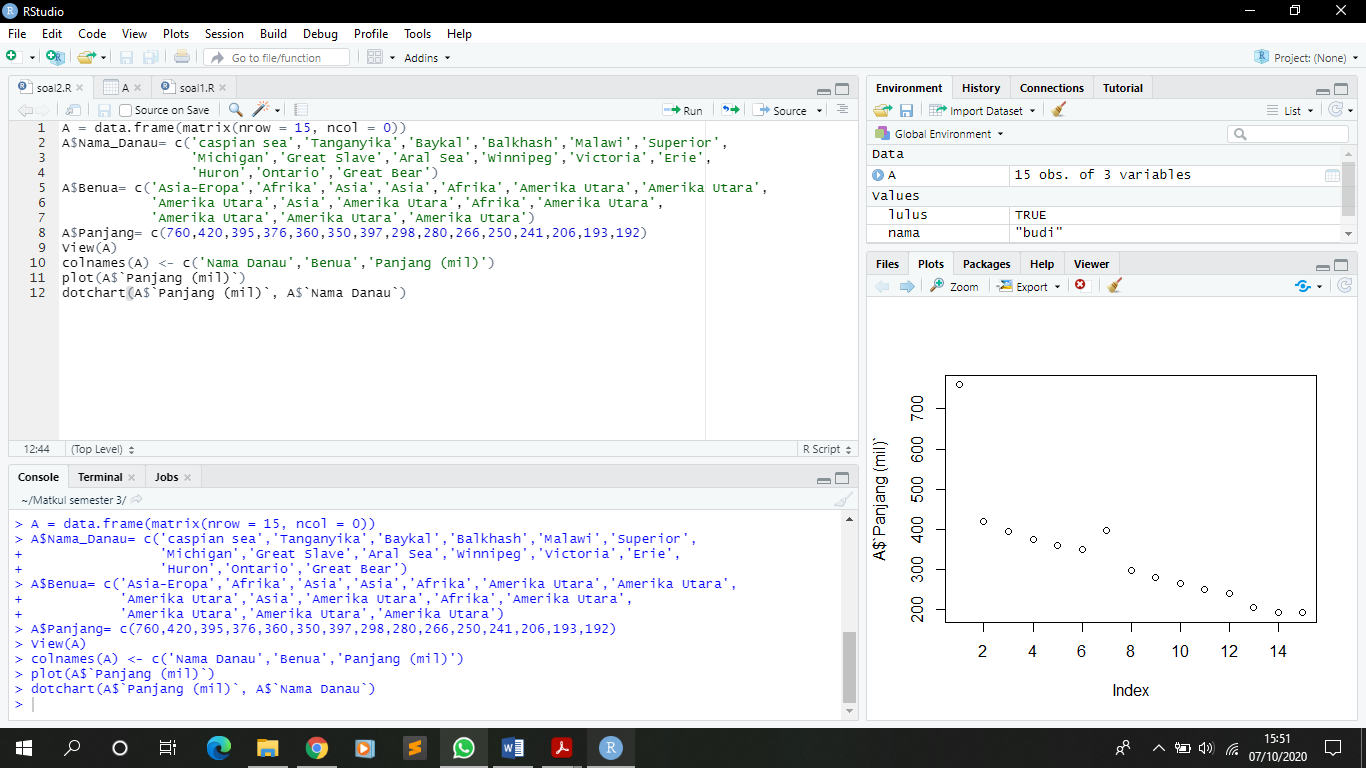 RStudio
File Edit Code View Plots Session Build Debug Profile Tools Help
Go to file/function Addins Project: (None)
soal2.R A soal1.R
Source on Save Run Source
1 A = data.frame(matrix(nrow = 15, ncol = 0))
2 A$Nama_Danau= c('caspian sea','Tanganyika','Baykal','Balkhash','Malawi','Superior',
3 'Michigan','Great Slave','Aral Sea','Winnipeg','Victoria','Erie',
4 'Huron','Ontario','Great Bear')
5 A$Benua= c('Asia-Eropa','Afrika','Asia','Asia','Afrika','Amerika Utara','Amerika Utara',
6 'Amerika Utara','Asia','Amerika Utara','Afrika','Amerika Utara',
7 'Amerika Utara','Amerika Utara','Amerika Utara')
8 A$Panjang= c(760,420,395,376,360,350,397,298,280,266,250,241,206,193,192)
9 View(A)
10 colnames(A) <- c('Nama Danau','Benua','Panjang (mil)')
11 plot(A$`Panjang (mil)`)
12 dotchart(A$`Panjang (mil)`, A$`Nama Danau`)
12:44 (Top Level) R Script
Console Terminal Jobs
~/Matkul semester 3/
> A = data.frame(matrix(nrow = 15, ncol = 0))
> A$Nama_Danau= c('caspian sea','Tanganyika','Baykal','Balkhash','Malawi','Superior',
+ 'Michigan','Great Slave','Aral Sea','Winnipeg','Victoria','Erie',
+ 'Huron','Ontario','Great Bear')
> A$Benua= c('Asia-Eropa','Afrika','Asia','Asia','Afrika','Amerika Utara','Amerika Utara',
+ 'Amerika Utara','Asia','Amerika Utara','Afrika','Amerika Utara',
+ 'Amerika Utara','Amerika Utara','Amerika Utara')
> A$Panjang= c(760,420,395,376,360,350,397,298,280,266,250,241,206,193,192)
> View(A)
> colnames(A) <- c('Nama Danau','Benua','Panjang (mil)')
> plot(A$`Panjang (mil)`)
> dotchart(A$`Panjang (mil)`, A$`Nama Danau`)
>
Environment History Connections Tutorial
Import Dataset List
Global Environment
Data
A 15 obs. of 3 variables
Values
lulus TRUE
nama "budi"
Files Plots Packages Help Viewer
Zoom Export
A$`Panjang (mil)`
700
600
500
400
300
200
2 4 6 8 10 12 14
Index
15:51
07/10/2020